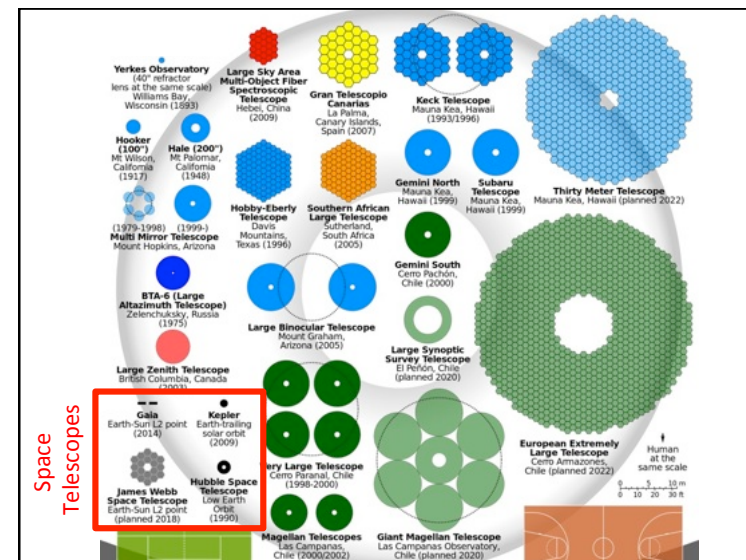 Yerkes Observatory
(40" refractor
lens at the same scale)
Williams Bay,
Wisconsin (1893)
Large Sky Area
Multi-Object Fiber
Spectroscopic
Telescope
Hebei, China
(2009)
Gran Telescopio
Canarias
La Palma,
Canary Islands,
Spain (2007)
Keck Telescope
Mauna Kea, Hawaii
(1993/1996)
Thirty Meter Telescope
Mauna Kea, Hawaii (planned 2022)
Hooker
(100")
Mt Wilson,
California
(1917)
Hale (200")
Mt Palomar,
California
(1948)
(1979-1998)
(1999-)
Multi Mirror Telescope
Mount Hopkins, Arizona
Hobby-Eberly
Telescope
Davis
Mountains,
Texas (1996)
Southern African
Large Telescope
Sutherland,
South Africa
(2005)
Gemini North
Mauna Kea,
Hawaii (1999)
Subaru
Telescope
Mauna Kea,
Hawaii (1999)
Gemini South
Cerro Pachón,
Chile (2000)
BTA-6 (Large
Altazimuth Telescope)
Zelenchuksky, Russia
(1975)
Large Binocular Telescope
Mount Graham,
Arizona (2005)
Large Synoptic
Survey Telescope
El Peñón, Chile
(planned 2020)
Large Zenith Telescope
British Columbia, Canada
(2003)
Space
Telescopes
Gaia
Earth-Sun L2 point
(2014)
Kepler
Earth-trailing
solar orbit
(2009)
James Webb
Space Telescope
Earth-Sun L2 point
(planned 2018)
Hubble Space
Telescope
Low Earth
Orbit
(1990)
Very Large Telescope
Cerro Paranal, Chile
(1998-2000)
Magellan Telescopes
Las Campanas,
Chile (2000/2002)
Giant Magellan Telescope
Las Campanas Observatory,
Chile (planned 2020)
European Extremely
Large Telescope
Cerro Armazones,
Chile (planned 2022)
Human
at the
same scale
0 5 10 m
0 10 20 30 ft